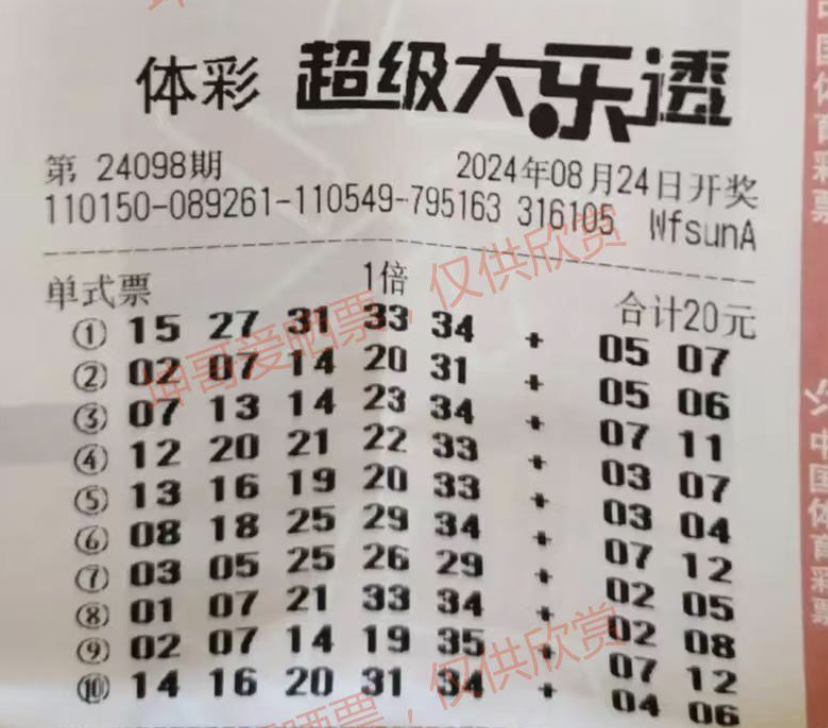 体彩 超级大乐透
第 24098期 2024年08月24日开奖
110150-089261-110549-795163 316105 WfsunA
单式票 1倍 合计20元
① 15 27 31 33 34 + 05 07
② 02 07 14 20 31 + 05 06
③ 07 13 14 23 34 + 07 11
④ 12 20 21 22 33 + 03 07
⑤ 13 16 19 20 33 + 03 04
⑥ 08 18 25 29 34 + 07 12
⑦ 03 05 25 26 29 + 02 05
⑧ 01 07 21 33 34 + 02 08
⑨ 02 07 14 19 35 + 07 12
⑩ 14 16 20 31 34 + 04 06
坤哥爱晒票，仅供欣赏
哥爱晒票，仅供欣赏
中国体育彩票
中国体育彩票